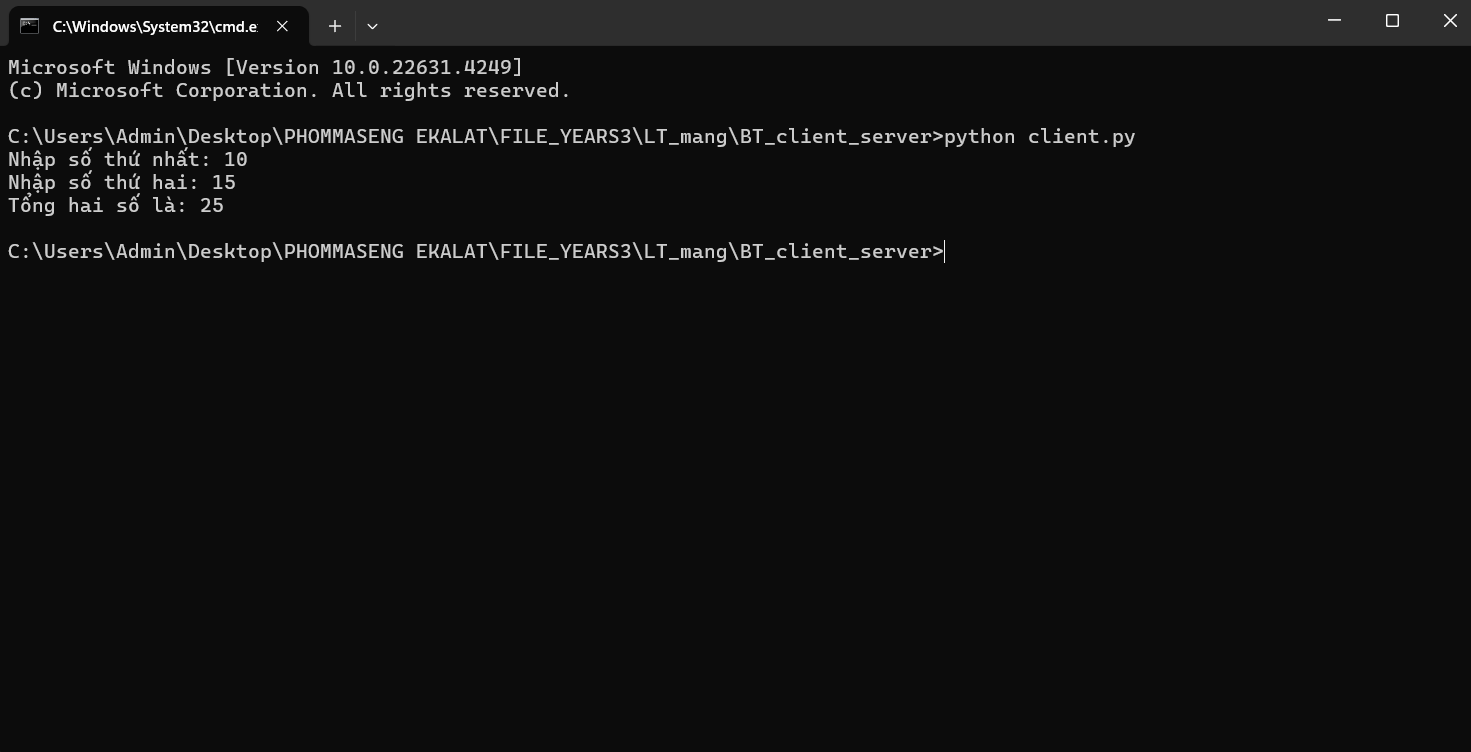 C:\Windows\System32\cmd.e
Microsoft Windows [Version 10.0.22631.4249]
(c) Microsoft Corporation. All rights reserved.
C:\Users\Admin\Desktop\PHOMMASENG EKALAT\FILE_YEARS3\LT_mang\BT_client_server>python client.py
Nhập số thứ nhất: 10
Nhập số thứ hai: 15
Tổng hai số là: 25
C:\Users\Admin\Desktop\PHOMMASENG EKALAT\FILE_YEARS3\LT_mang\BT_client_server>